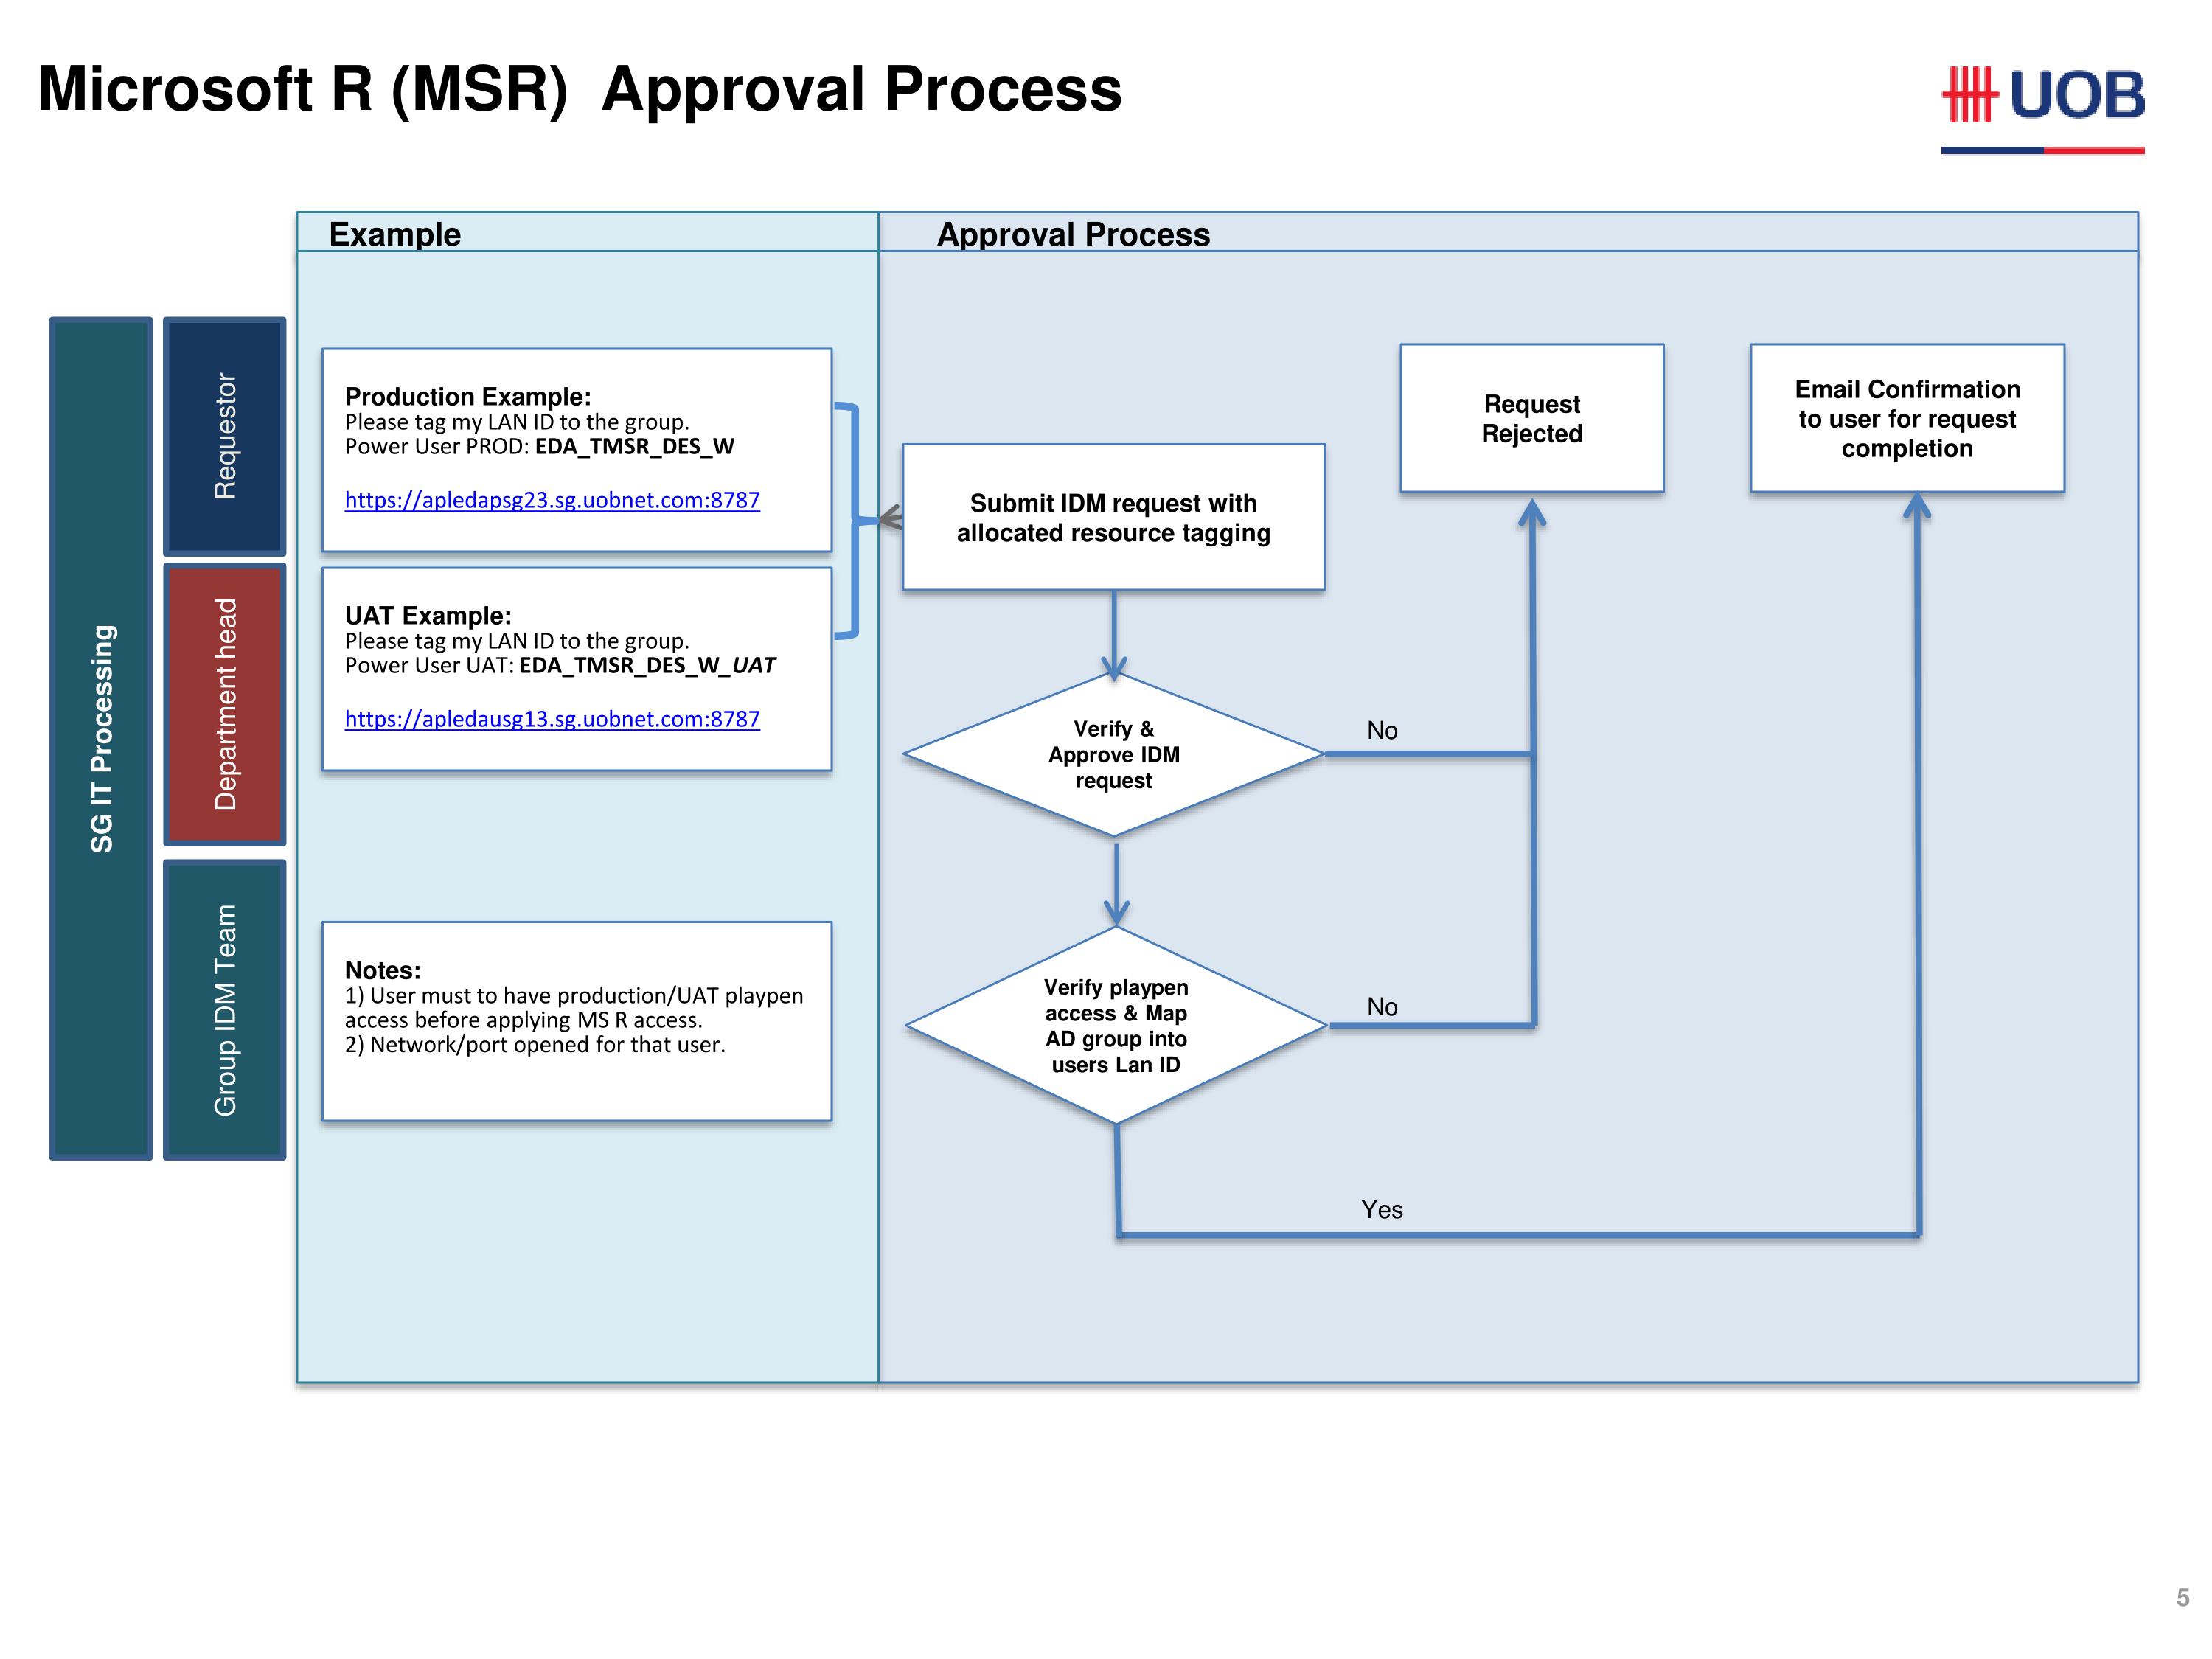 Microsoft R (MSR)  Approval Process
UOB
Example
Approval Process
SG IT Processing
Requestor
Department head
Group IDM Team
Production Example:
Please tag my LAN ID to the group.
Power User PROD: EDA_TMSR_DES_W
https://apledapsg23.sg.uobnet.com:8787
UAT Example:
Please tag my LAN ID to the group.
Power User UAT: EDA_TMSR_DES_W_UAT
https://apledausg13.sg.uobnet.com:8787
Notes:
1) User must to have production/UAT playpen
access before applying MS R access.
2) Network/port opened for that user.
Submit IDM request with
allocated resource tagging
Request
Rejected
Email Confirmation
to user for request
completion
Verify &
Approve IDM
request
No
Verify playpen
access & Map
AD group into
users Lan ID
No
Yes
5